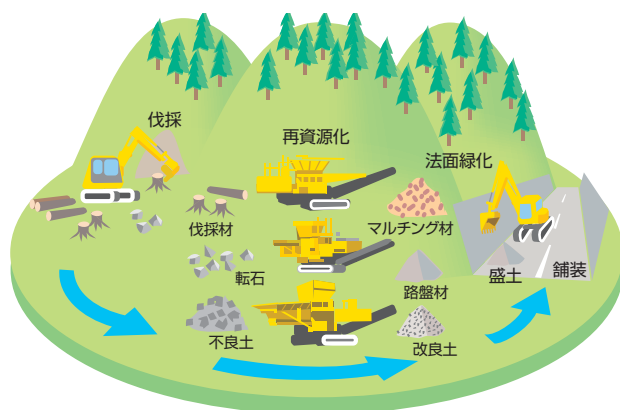 伐採
再資源化
法面緑化
伐採材
マルチング材
転石
路盤材
盛土
舗装
不良土
改良土